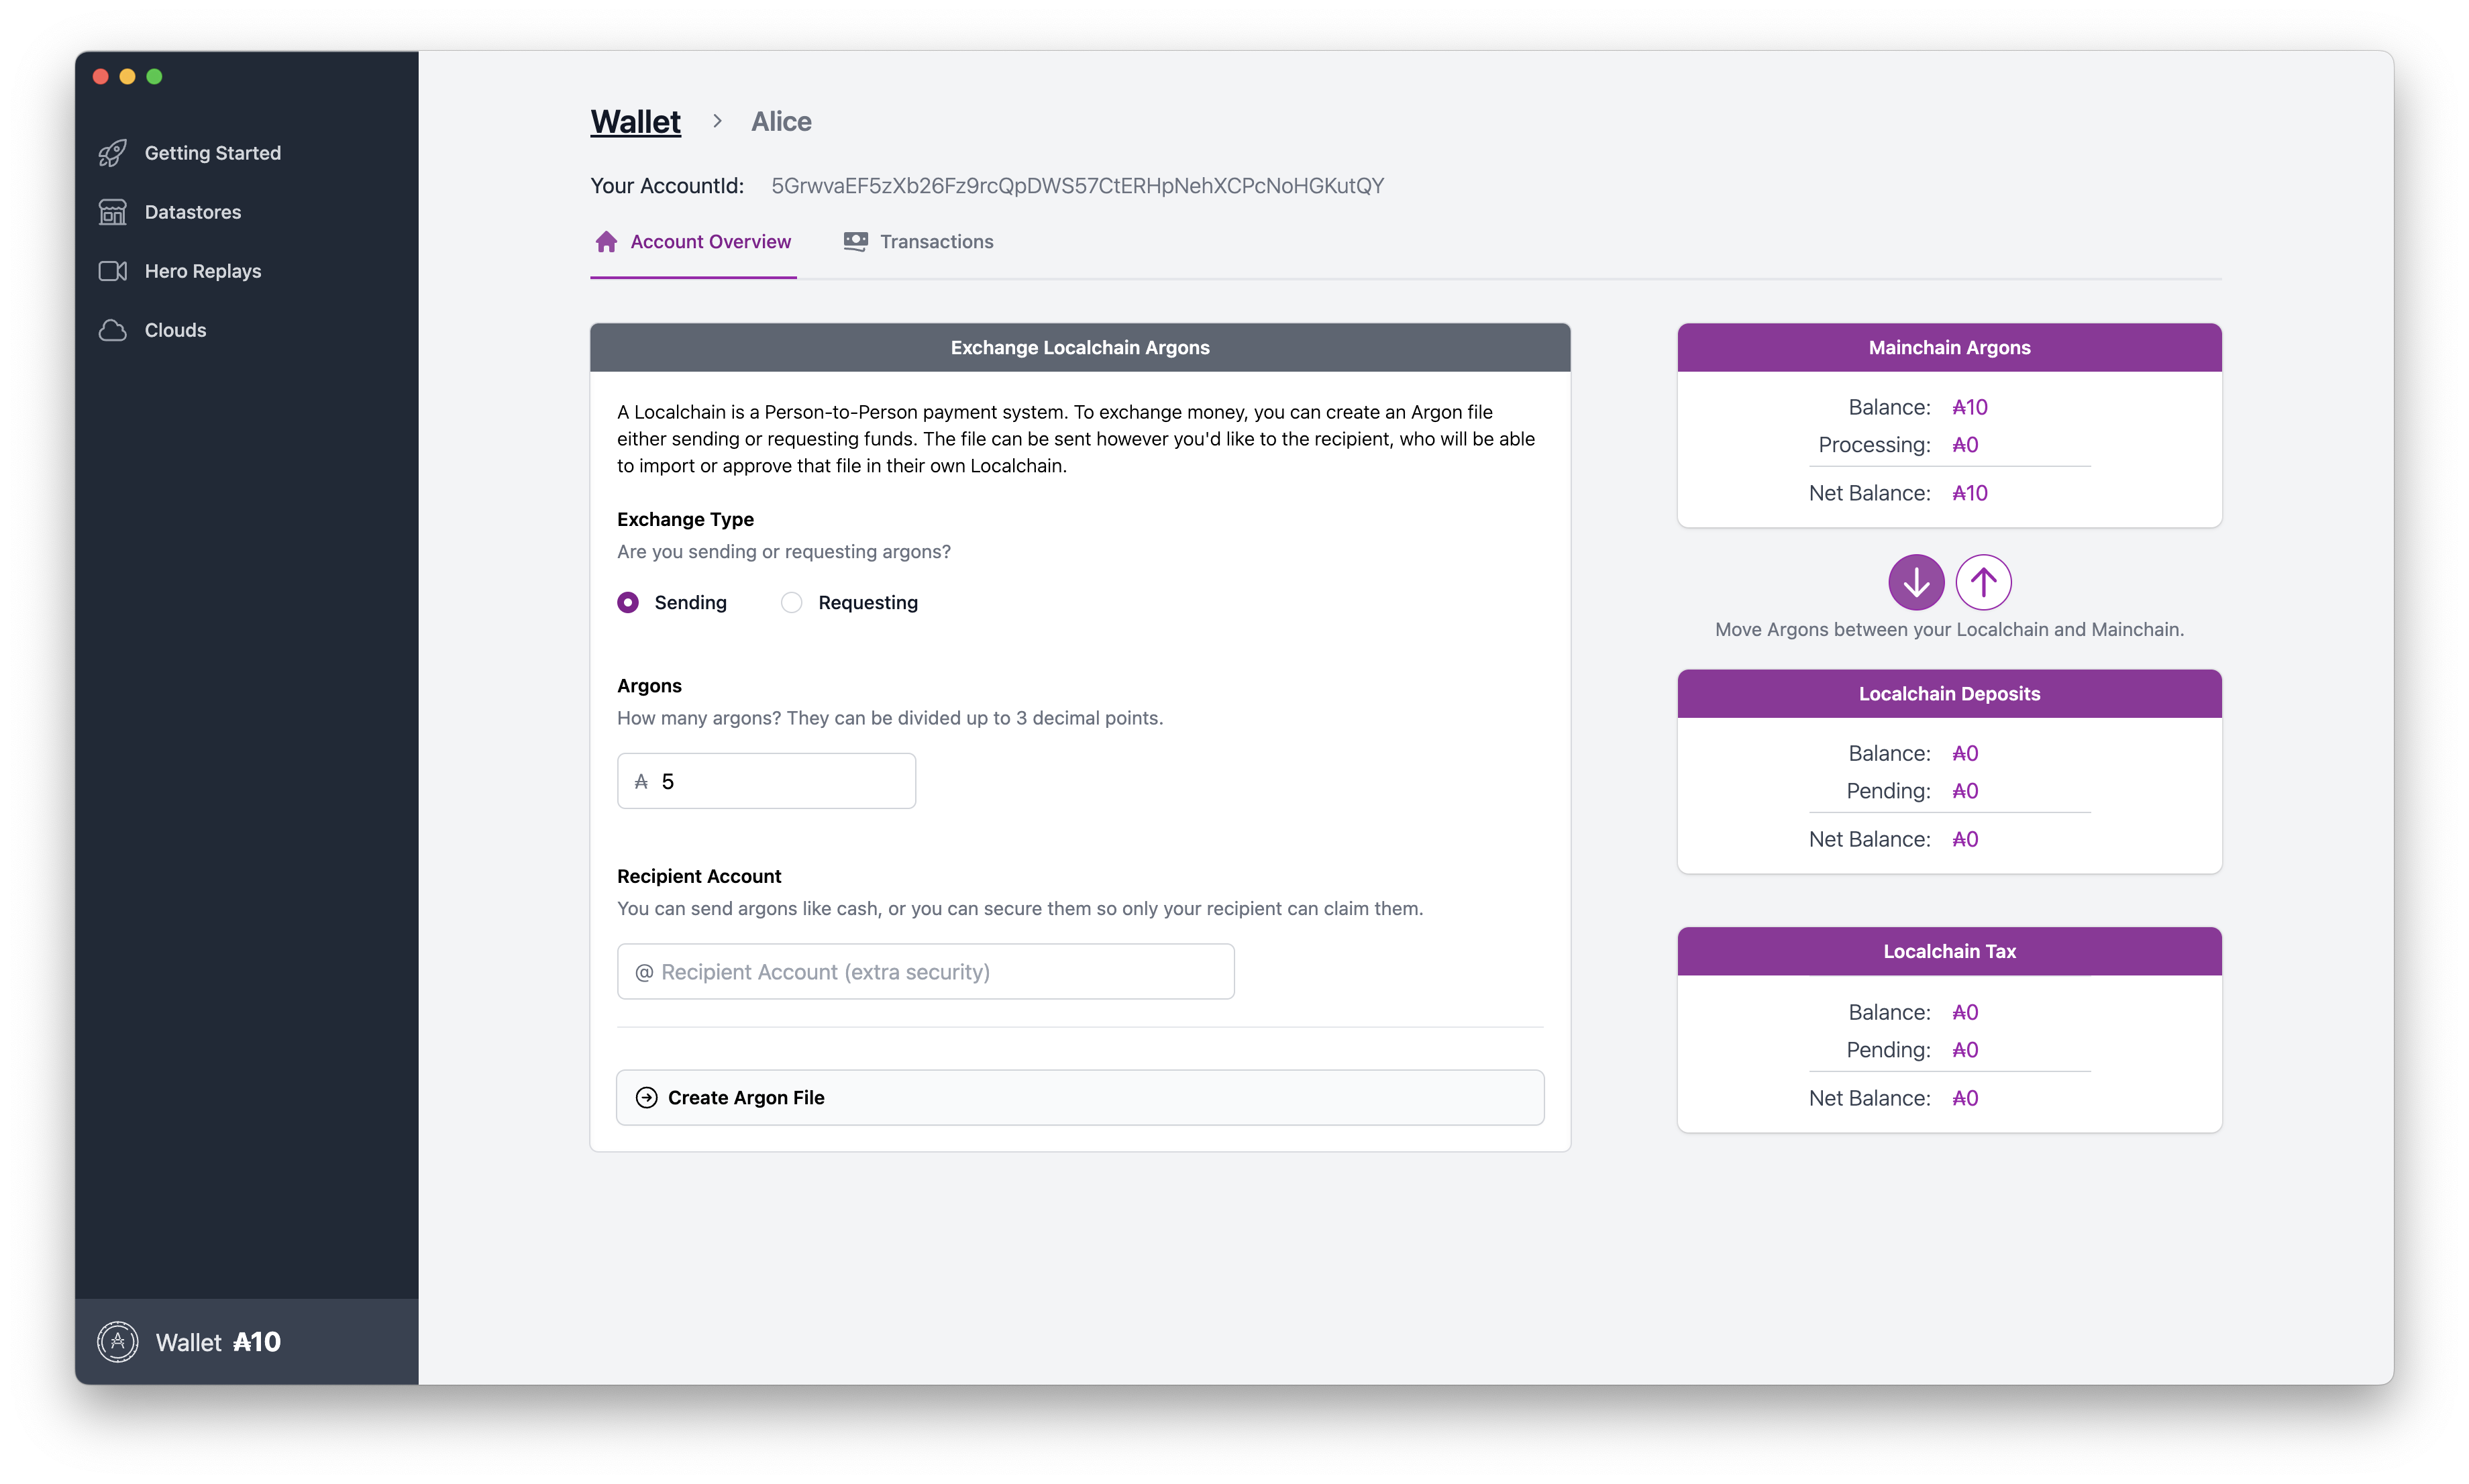 Getting Started
Datastores
Hero Replays
Clouds
Wallet ₳10
Wallet > Alice
Your AccountId: 5GrwvaEF5zXb26Fz9rcQpDWS57CtERHpNehXCPcNoHGKutQY
Account Overview Transactions
Exchange Localchain Argons
A Localchain is a Person-to-Person payment system. To exchange money, you can create an Argon file
either sending or requesting funds. The file can be sent however you'd like to the recipient, who will be able
to import or approve that file in their own Localchain.
Exchange Type
Are you sending or requesting argons?
Sending Requesting
Argons
How many argons? They can be divided up to 3 decimal points.
₳ 5
Recipient Account
You can send argons like cash, or you can secure them so only your recipient can claim them.
@ Recipient Account (extra security)
Create Argon File
Mainchain Argons
Balance: ₳10
Processing: ₳0
Net Balance: ₳10
Move Argons between your Localchain and Mainchain.
Localchain Deposits
Balance: ₳0
Pending: ₳0
Net Balance: ₳0
Localchain Tax
Balance: ₳0
Pending: ₳0
Net Balance: ₳0